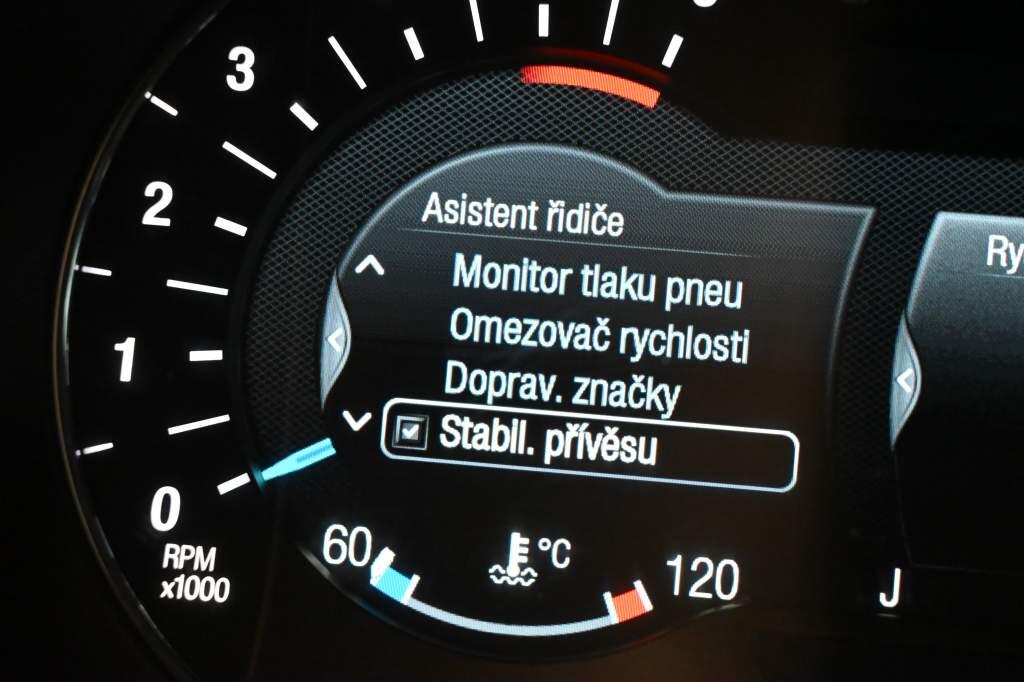 3
2
1
0
RPM
x1000
Asistent řidiče
Monitor tlaku pneu
Omezovač rychlosti
Doprav. značky
Stabil. přívěsu
60
°C
120
Ry
J